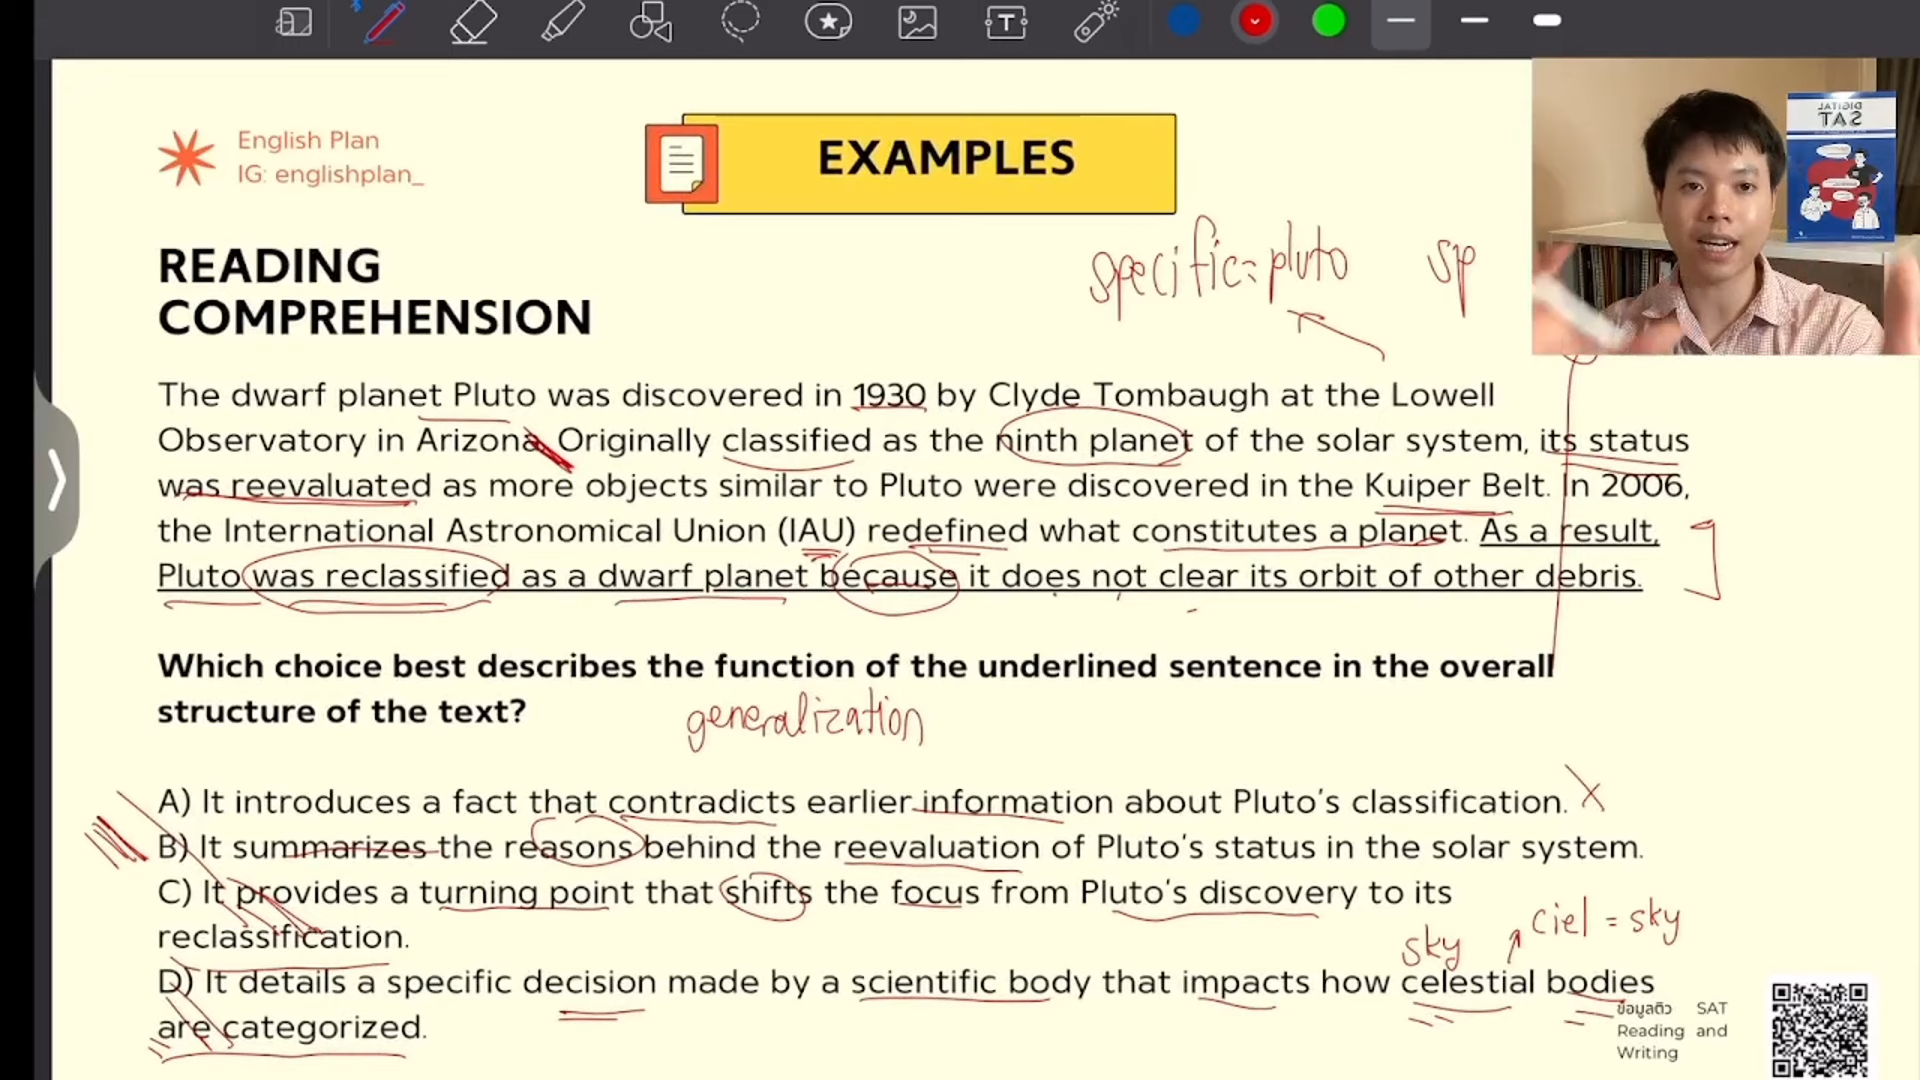 English Plan
IG: englishplan_
EXAMPLES
DIGITAL
SAT
READING
COMPREHENSION
specific = pluto sp
The dwarf planet Pluto was discovered in 1930 by Clyde Tombaugh at the Lowell
Observatory in Arizona. Originally classified as the ninth planet of the solar system, its status
was reevaluated as more objects similar to Pluto were discovered in the Kuiper Belt. In 2006,
the International Astronomical Union (IAU) redefined what constitutes a planet. As a result,
Pluto was reclassified as a dwarf planet because it does not clear its orbit of other debris.
Which choice best describes the function of the underlined sentence in the overall
structure of the text?
generalization
A) It introduces a fact that contradicts earlier information about Pluto's classification.
B) It summarizes the reasons behind the reevaluation of Pluto's status in the solar system.
C) It provides a turning point that shifts the focus from Pluto's discovery to its
reclassification.
sky ciel = sky
D) It details a specific decision made by a scientific body that impacts how celestial bodies
are categorized.
ข้อมูลติว SAT
Reading and
Writing